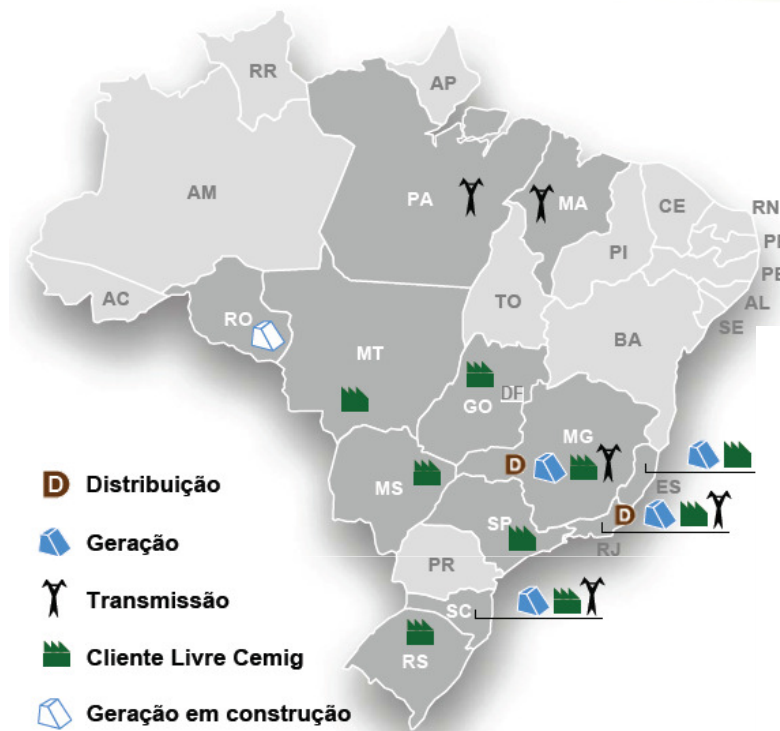 RR
AP
AM
PA
MA
CE
RN
PI
PE
AC
RO
TO
AL
SE
BA
MT
GO
DF
MG
D
MS
ES
D
SP
RJ
PR
SC
RS
D Distribuição
Geração
Transmissão
Cliente Livre Cemig
Geração em construção